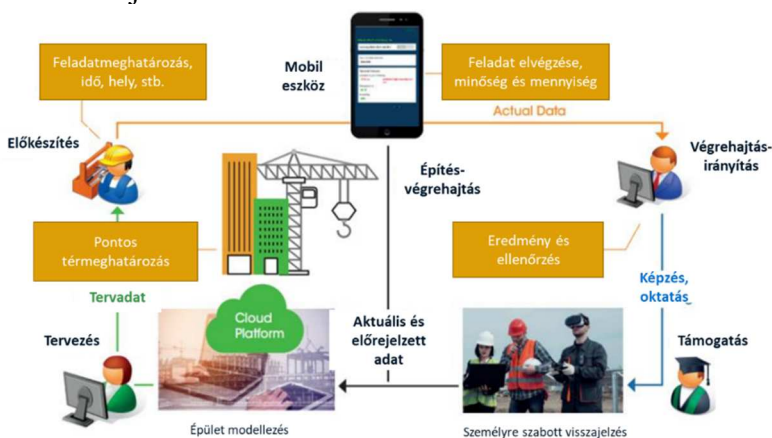 Feladatmeghatározás,
idő, hely, stb.
Mobil
eszköz
Feladat elvégzése,
minőség és mennyiség
Actual Data
Előkészítés
Végrehajtás-
irányítás
Építés-
végrehajtás
Pontos
térmeghatározás
Eredmény és
ellenőrzés
Tervadat
Képzés,
oktatás
Cloud
Platform
Tervezés
Aktuális és
előrejelzett
adat
Támogatás
Épület modellezés
Személyre szabott visszajelzés